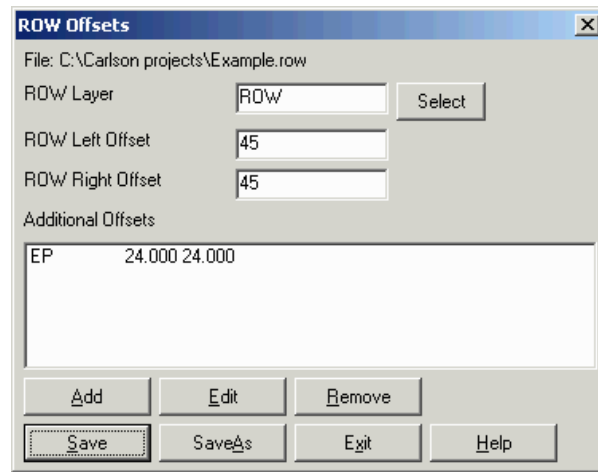 ROW Offsets
File: C:\Carlson projects\Example.row
ROW Layer ROW Select
ROW Left Offset 45
ROW Right Offset 45
Additional Offsets
EP 24.000 24.000
Add Edit Remove
Save SaveAs Exit Help